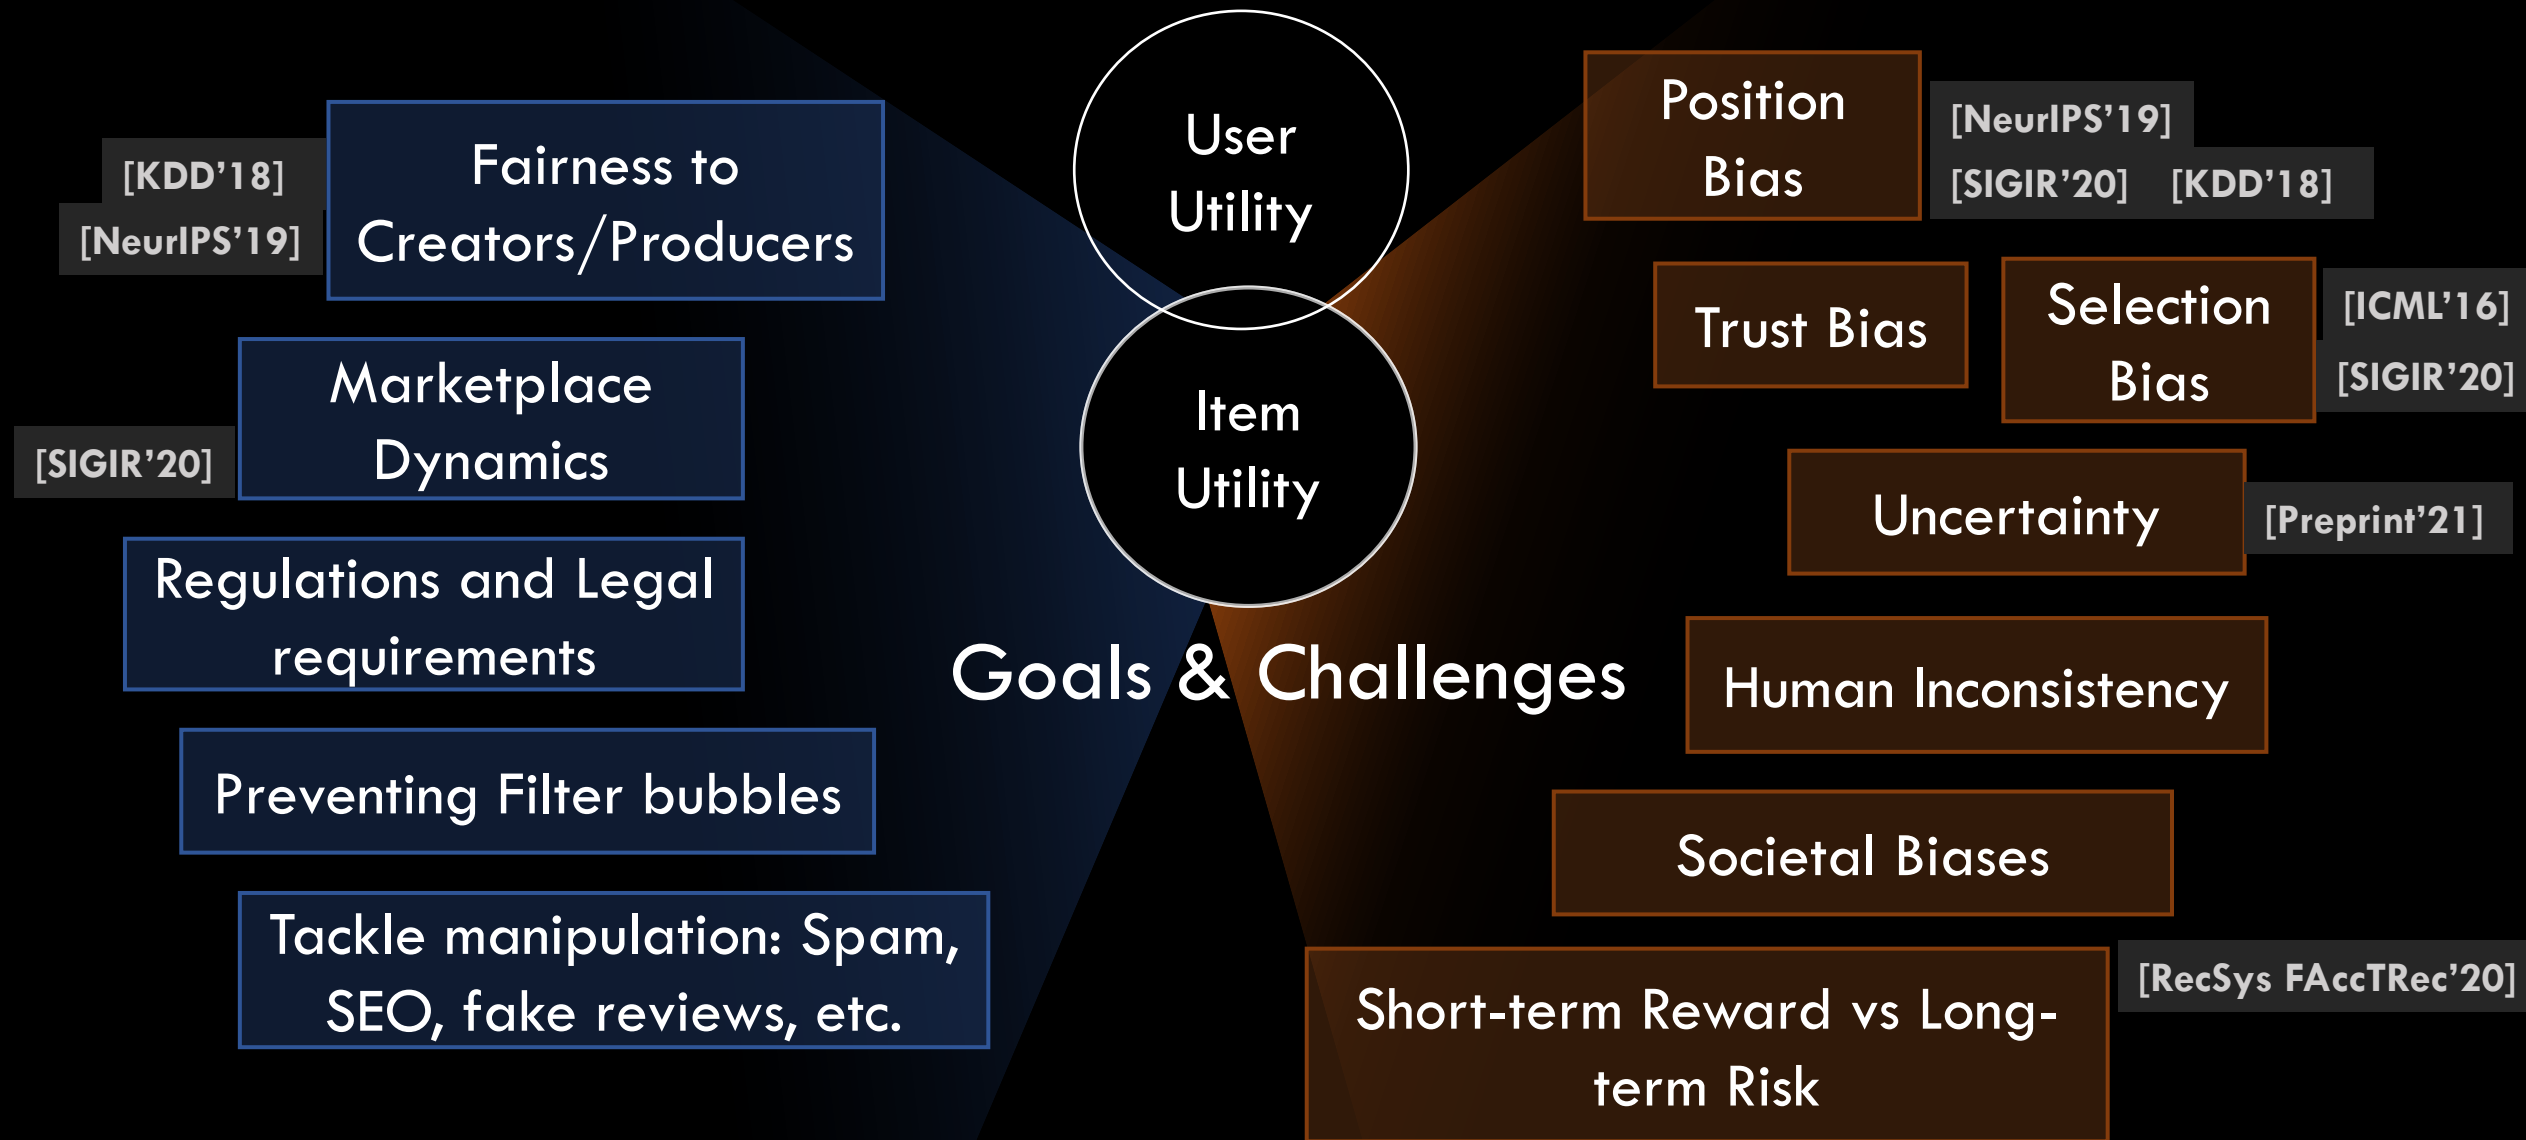 User
Utility
Item
Utility
Goals & Challenges
[KDD’18]
[NeurIPS’19]
Fairness to
Creators/Producers
[SIGIR’20]
Marketplace
Dynamics
Regulations and Legal
requirements
Preventing Filter bubbles
Tackle manipulation: Spam,
SEO, fake reviews, etc.
Position
Bias
[NeurIPS’19]
[SIGIR’20] [KDD’18]
Trust Bias
Selection
Bias
[ICML’16]
[SIGIR’20]
Uncertainty
[Preprint’21]
Human Inconsistency
Societal Biases
Short-term Reward vs Long-
term Risk
[RecSys FAccTRec’20]